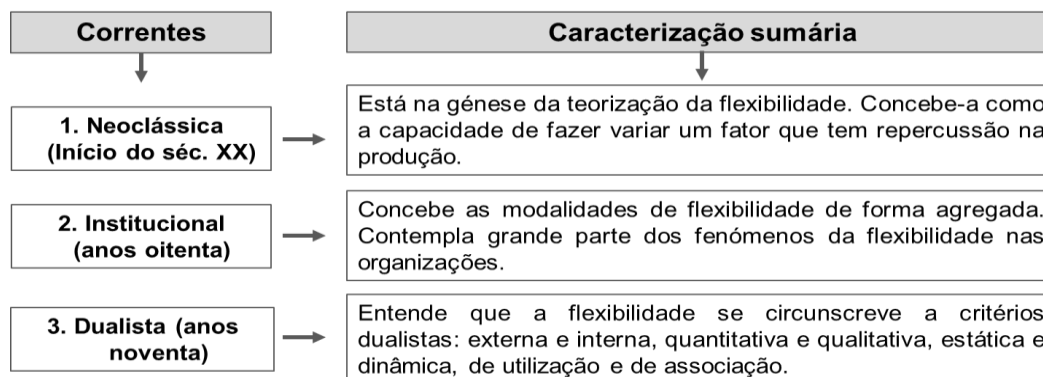 Correntes
Caracterização sumária
1. Neoclássica
(Início do séc. XX)
Está na génese da teorização da flexibilidade. Concebe-a como
a capacidade de fazer variar um fator que tem repercussão na
produção.
2. Institucional
(anos oitenta)
Concebe as modalidades de flexibilidade de forma agregada.
Contempla grande parte dos fenómenos da flexibilidade nas
organizações.
3. Dualista (anos
noventa)
Entende que a flexibilidade se circunscreve a critérios
dualistas: externa e interna, quantitativa e qualitativa, estática e
dinâmica, de utilização e de associação.